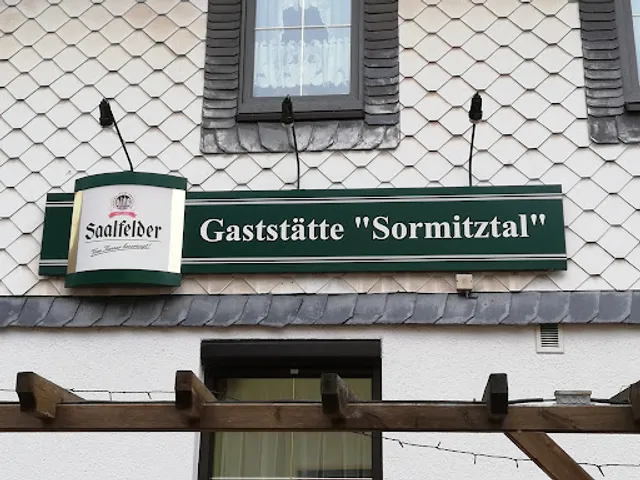 Saalfelder
Gaststätte "Sormitztal"